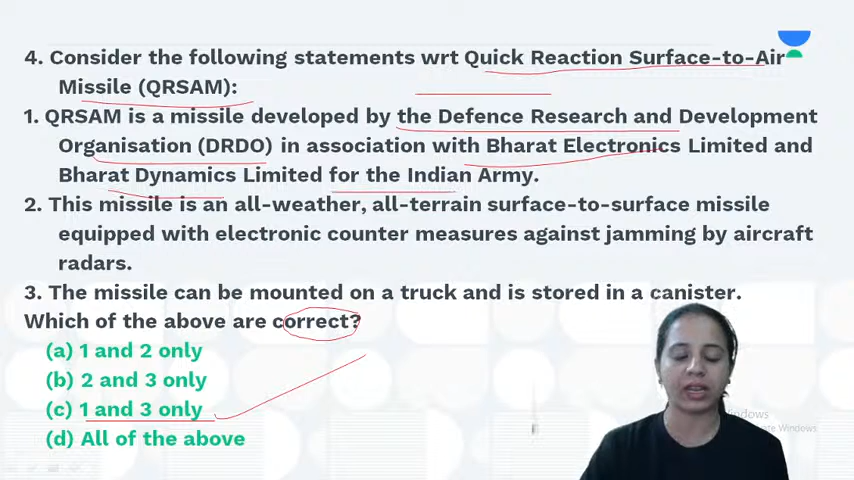 4. Consider the following statements wrt Quick Reaction Surface-to-Air
Missile (QRSAM):
1. QRSAM is a missile developed by the Defence Research and Development
Organisation (DRDO) in association with Bharat Electronics Limited and
Bharat Dynamics Limited for the Indian Army.
2. This missile is an all-weather, all-terrain surface-to-surface missile
equipped with electronic counter measures against jamming by aircraft
radars.
3. The missile can be mounted on a truck and is stored in a canister.
Which of the above are correct?
(a) 1 and 2 only
(b) 2 and 3 only
(c) 1 and 3 only
(d) All of the above
Windows
Windows